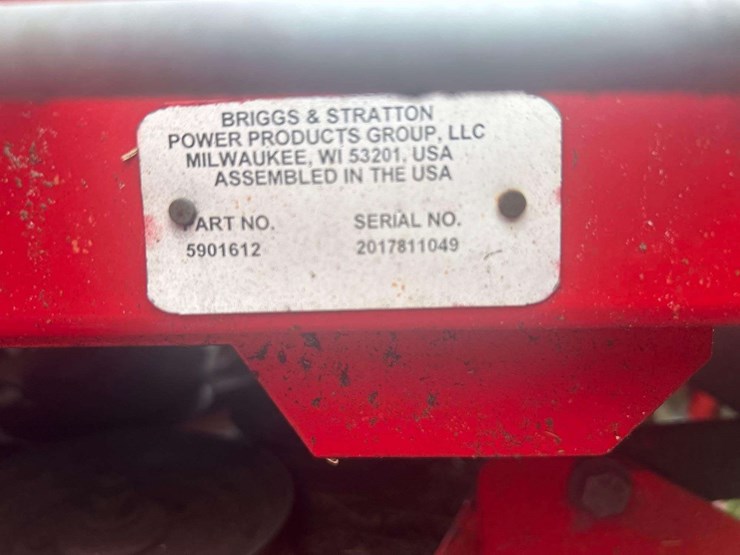 BRIGGS & STRATTON
POWER PRODUCTS GROUP, LLC
MILWAUKEE, WI 53201, USA
ASSEMBLED IN THE USA
PART NO. SERIAL NO.
5901612 2017811049